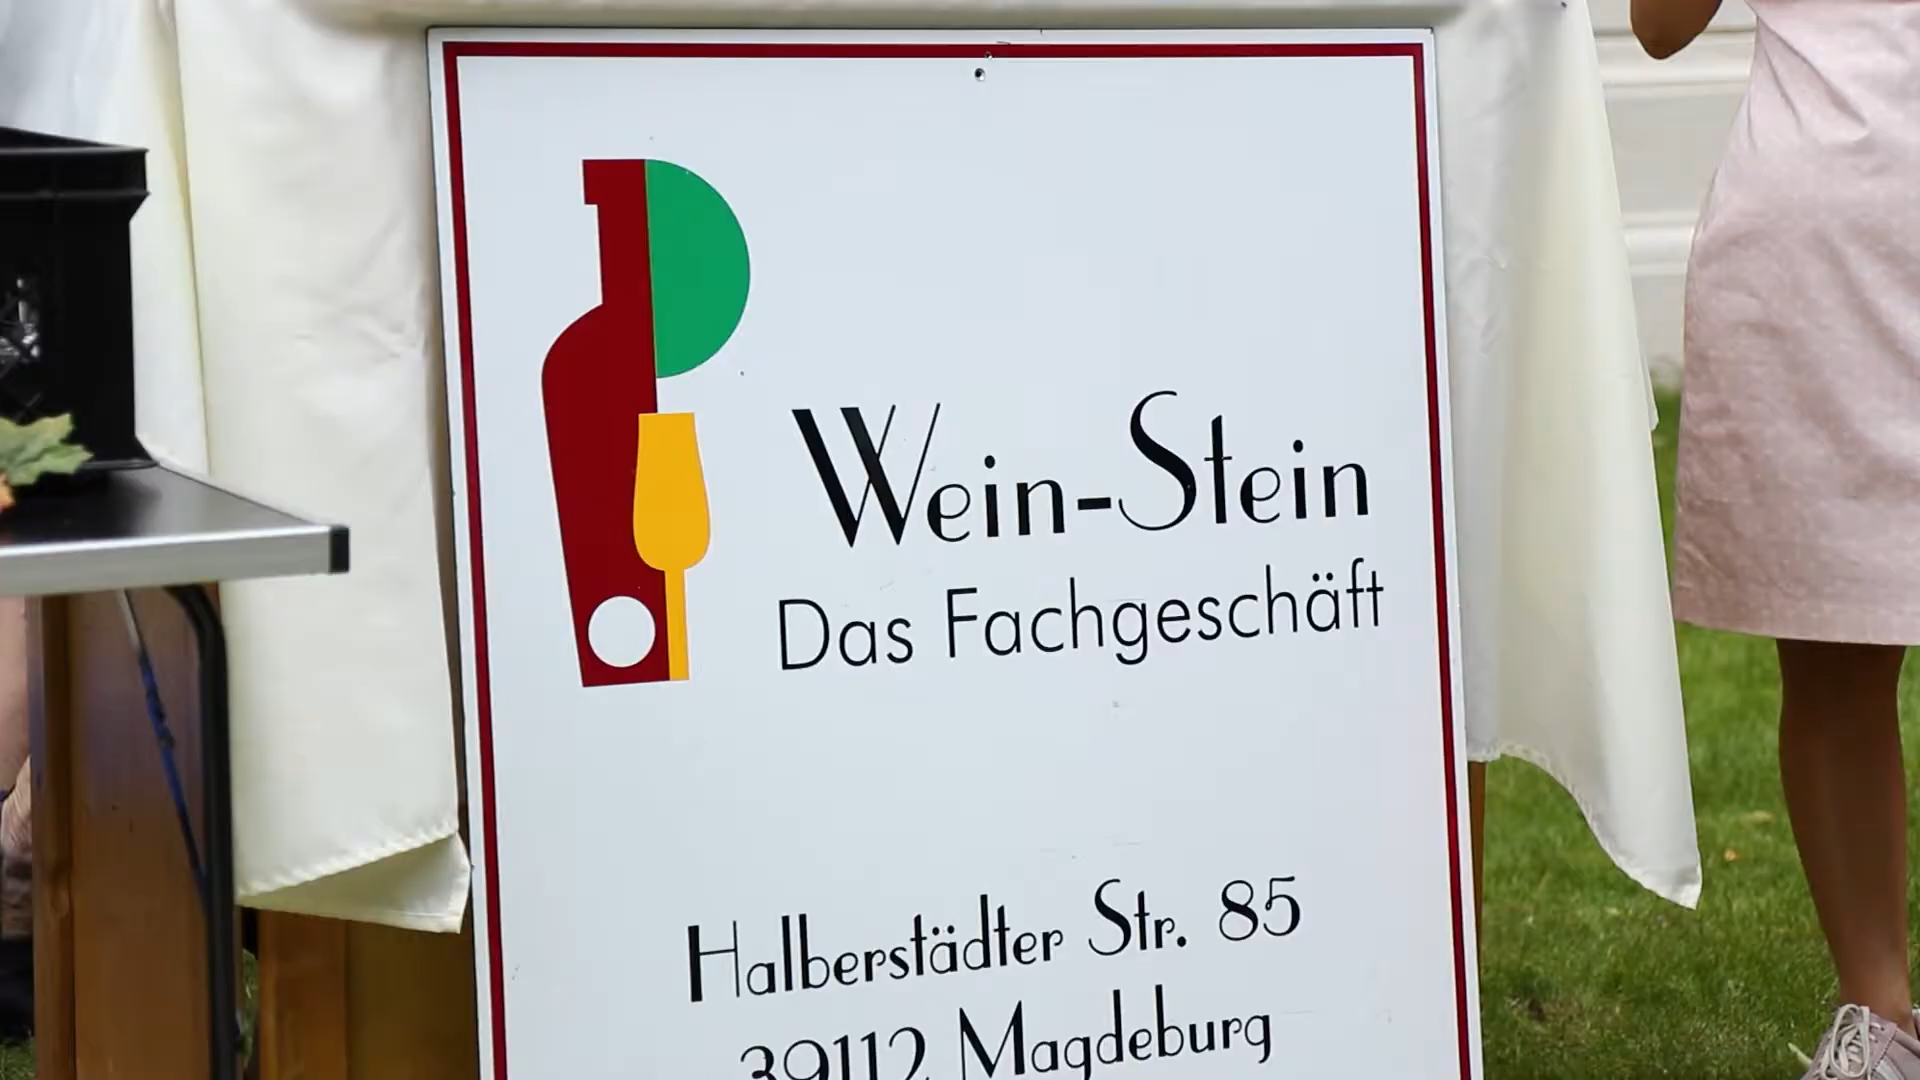 Wein-Stein
Das Fachgeschäft
Halberstädter Str. 85
39112 Magdeburg